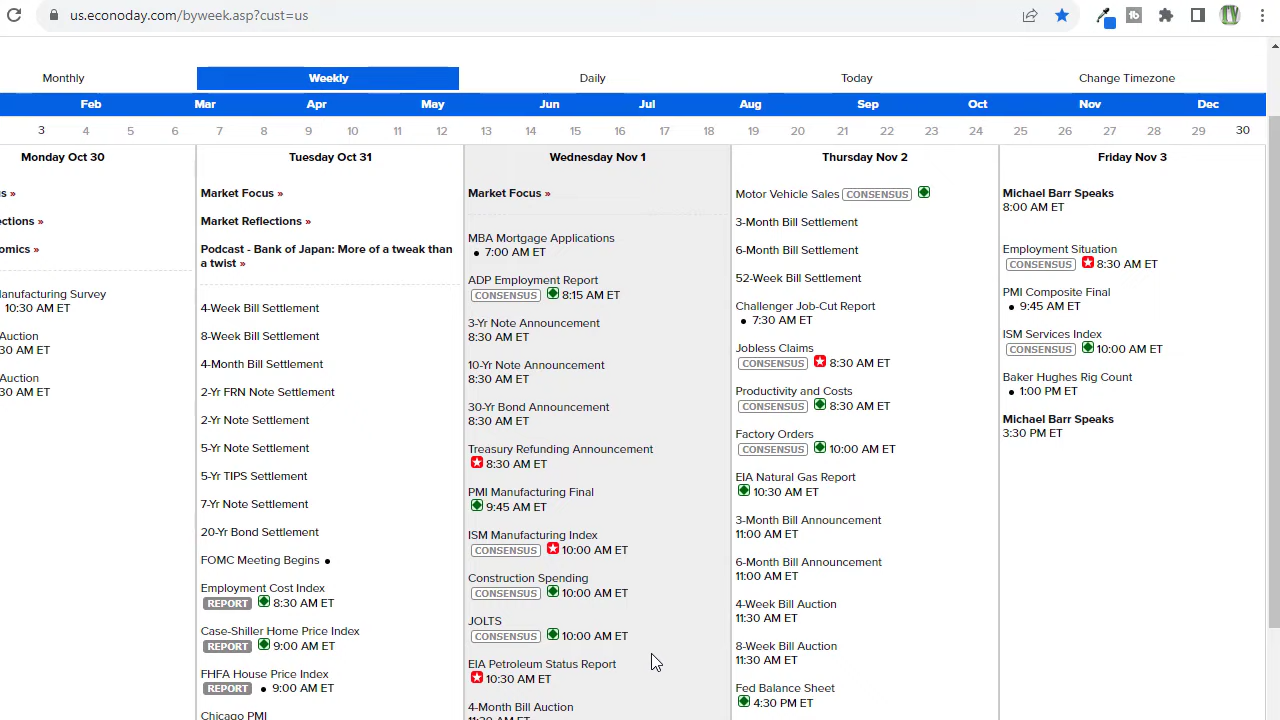 us.econoday.com/byweek.asp?cust=us
Monthly
Weekly
Daily
Today
Change Timezone
Feb Mar Apr May Jun Jul Aug Sep Oct Nov Dec
3 4 5 6 7 8 9 10 11 12 13 14 15 16 17 18 19 20 21 22 23 24 25 26 27 28 29 30
Monday Oct 30
s »
ections »
omics »
anufacturing Survey
10:30 AM ET
Auction
30 AM ET
Auction
30 AM ET
Tuesday Oct 31
Market Focus »
Market Reflections »
Podcast - Bank of Japan: More of a tweak than
a twist »
4-Week Bill Settlement
8-Week Bill Settlement
4-Month Bill Settlement
2-Yr FRN Note Settlement
2-Yr Note Settlement
5-Yr Note Settlement
5-Yr TIPS Settlement
7-Yr Note Settlement
20-Yr Bond Settlement
FOMC Meeting Begins
Employment Cost Index
REPORT 8:30 AM ET
Case-Shiller Home Price Index
REPORT 9:00 AM ET
FHFA House Price Index
REPORT 9:00 AM ET
Chicago PMI
Wednesday Nov 1
Market Focus »
MBA Mortgage Applications
7:00 AM ET
ADP Employment Report
CONSENSUS 8:15 AM ET
3-Yr Note Announcement
8:30 AM ET
10-Yr Note Announcement
8:30 AM ET
30-Yr Bond Announcement
8:30 AM ET
Treasury Refunding Announcement
8:30 AM ET
PMI Manufacturing Final
9:45 AM ET
ISM Manufacturing Index
CONSENSUS 10:00 AM ET
Construction Spending
CONSENSUS 10:00 AM ET
JOLTS
CONSENSUS 10:00 AM ET
EIA Petroleum Status Report
10:30 AM ET
4-Month Bill Auction
11:30 AM ET
Thursday Nov 2
Motor Vehicle Sales CONSENSUS
3-Month Bill Settlement
6-Month Bill Settlement
52-Week Bill Settlement
Challenger Job-Cut Report
7:30 AM ET
Jobless Claims
CONSENSUS 8:30 AM ET
Productivity and Costs
CONSENSUS 8:30 AM ET
Factory Orders
CONSENSUS 10:00 AM ET
EIA Natural Gas Report
10:30 AM ET
3-Month Bill Announcement
11:00 AM ET
6-Month Bill Announcement
11:00 AM ET
4-Week Bill Auction
11:30 AM ET
8-Week Bill Auction
11:30 AM ET
Fed Balance Sheet
4:30 PM ET
Friday Nov 3
Michael Barr Speaks
8:00 AM ET
Employment Situation
CONSENSUS 8:30 AM ET
PMI Composite Final
9:45 AM ET
ISM Services Index
CONSENSUS 10:00 AM ET
Baker Hughes Rig Count
1:00 PM ET
Michael Barr Speaks
3:30 PM ET